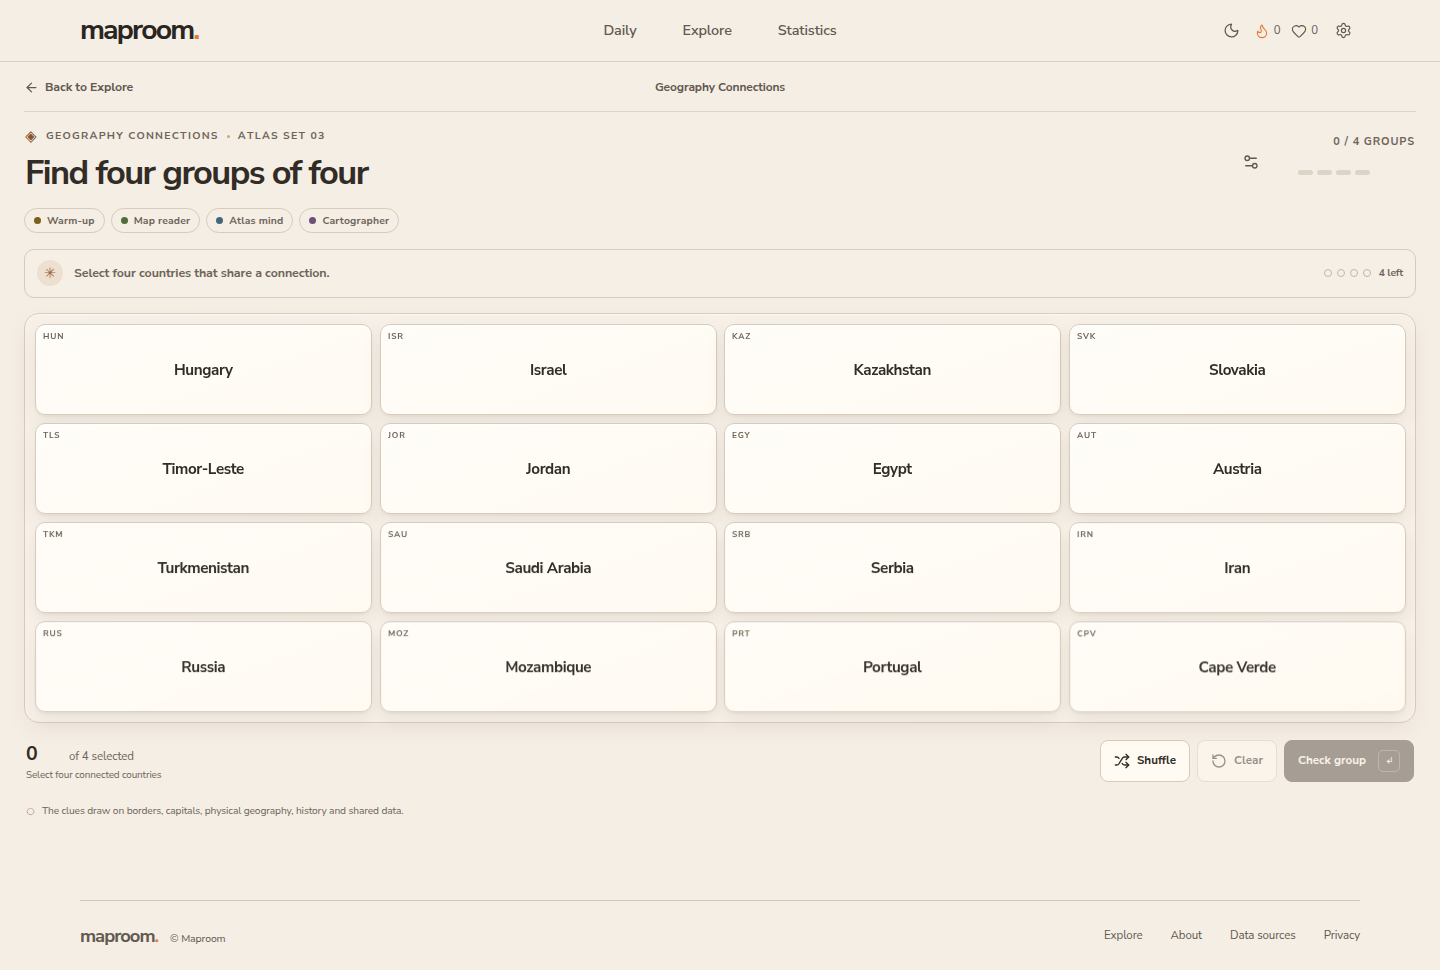 maproom.
Daily
Explore
Statistics
0
0
Back to Explore
Geography Connections
GEOGRAPHY CONNECTIONS • ATLAS SET 03
0 / 4 GROUPS
Find four groups of four
Warm-up
Map reader
Atlas mind
Cartographer
Select four countries that share a connection.
4 left
HUN
Hungary
ISR
Israel
KAZ
Kazakhstan
SVK
Slovakia
TLS
Timor-Leste
JOR
Jordan
EGY
Egypt
AUT
Austria
TKM
Turkmenistan
SAU
Saudi Arabia
SRB
Serbia
IRN
Iran
RUS
Russia
MOZ
Mozambique
PRT
Portugal
CPV
Cape Verde
0 of 4 selected
Select four connected countries
Shuffle
Clear
Check group
The clues draw on borders, capitals, physical geography, history and shared data.
maproom. © Maproom
Explore
About
Data sources
Privacy